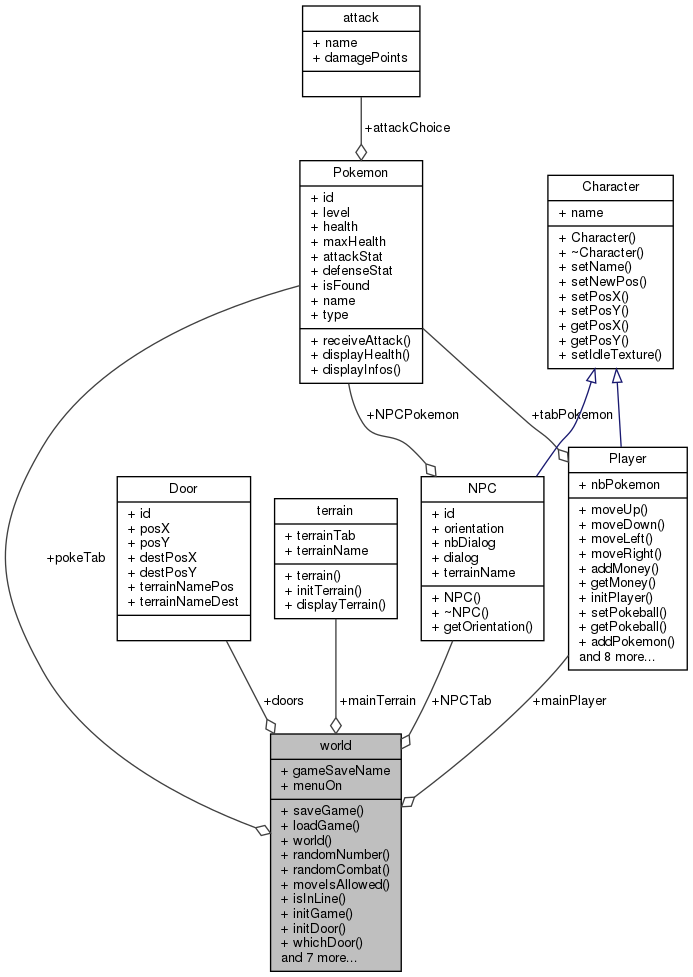 attack
+ name
+ damagePoints
+attackChoice
Pokemon
+ id
+ level
+ health
+ maxHealth
+ attackStat
+ defenseStat
+ isFound
+ name
+ type
+ receiveAttack()
+ displayHealth()
+ displayInfos()
Character
+ name
+ Character()
+ ~Character()
+ setName()
+ setNewPos()
+ setPosX()
+ setPosY()
+ getPosX()
+ getPosY()
+ setIdleTexture()
+NPCPokemon
+tabPokemon
+pokeTab
Door
+ id
+ posX
+ posY
+ destPosX
+ destPosY
+ terrainNamePos
+ terrainNameDest
terrain
+ terrainTab
+ terrainName
+ terrain()
+ initTerrain()
+ displayTerrain()
NPC
+ id
+ orientation
+ nbDialog
+ dialog
+ terrainName
+ NPC()
+ ~NPC()
+ getOrientation()
Player
+ nbPokemon
+ moveUp()
+ moveDown()
+ moveLeft()
+ moveRight()
+ addMoney()
+ getMoney()
+ initPlayer()
+ setPokeball()
+ getPokeball()
+ addPokemon()
and 8 more...
+doors
+mainTerrain
+NPCTab
+mainPlayer
world
+ gameSaveName
+ menuOn
+ saveGame()
+ loadGame()
+ world()
+ randomNumber()
+ randomCombat()
+ moveIsAllowed()
+ isInLine()
+ initGame()
+ initDoor()
+ whichDoor()
and 7 more...